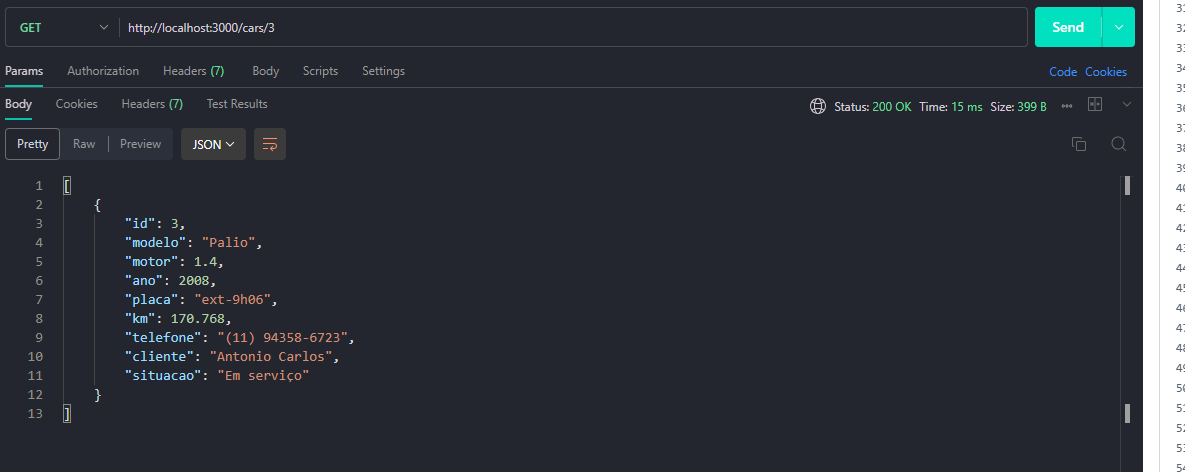 GET http://localhost:3000/cars/3 Send
Params Authorization Headers (7) Body Scripts Settings Code Cookies
Body Cookies Headers (7) Test Results Status: 200 OK Time: 15 ms Size: 399 B
Pretty Raw Preview JSON
1 [
2 {
3 "id": 3,
4 "modelo": "Palio",
5 "motor": 1.4,
6 "ano": 2008,
7 "placa": "ext-9h06",
8 "km": 170.768,
9 "telefone": "(11) 94358-6723",
10 "cliente": "Antonio Carlos",
11 "situacao": "Em serviço"
12 }
13 ]
31
32
33
34
35
36
37
38
39
40
41
42
43
44
45
46
47
48
49
50
51
52
53
54